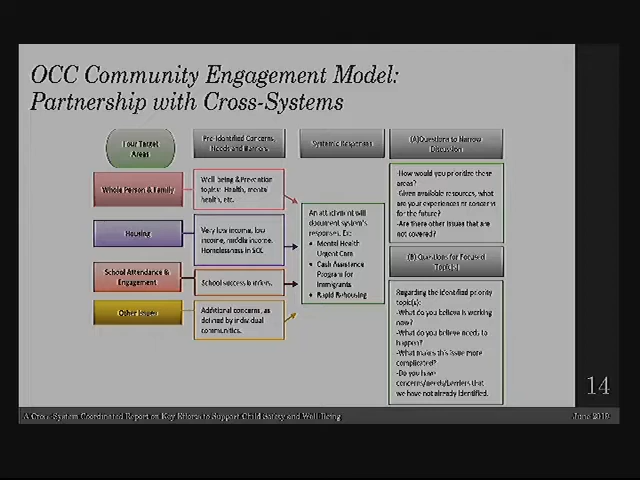 OCC Community Engagement Model:
Partnership with Cross-Systems
Four Target
Areas
Pre-Identified Concerns,
Needs and Barriers
Systemic Responses
(A)Questions to Narrow
Discussion
Whole Person & Family
Well-being & Prevention
topics: Health, mental
health, etc.
Housing
Very low income, low
income, middle income.
Homelessness in SCC
School Attendance &
Engagement
School success barriers.
Other Issues
Additional concerns, as
defined by individual
communities.
An attachment will
document system's
responses. Ex:
• Mental Health
Urgent Care
• Cash Assistance
Program for
Immigrants
• Rapid Rehousing
-How would you prioritize these
areas?
-Given available resources, what
are your experiences or concerns
for the future?
-Are there other issues that are
not covered?
(B) Questions for Focused
Topic(s)
Regarding the identified priority
topic(s):
-What do you believe is working
now?
-What do you believe needs to
happen?
-What makes this issue more
complicated?
-Do you have
concerns/needs/barriers that
we have not already identified.
14
A Cross-System Coordinated Report on Key Efforts to Support Child Safety and Well-Being
June 2019